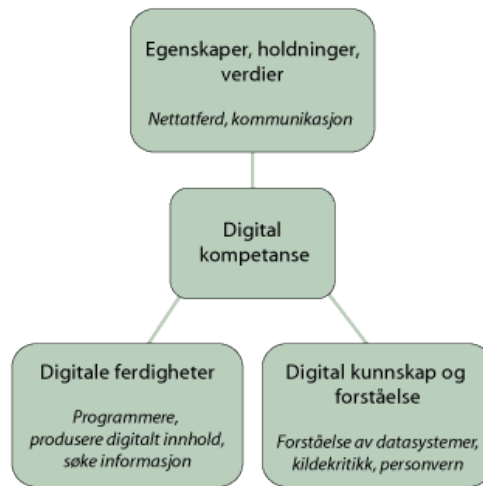 Egenskaper, holdninger,
verdier
Nettatferd, kommunikasjon
Digital
kompetanse
Digitale ferdigheter
Programmere,
produsere digitalt innhold,
søke informasjon
Digital kunnskap og
forståelse
Forståelse av datasystemer,
kildekritikk, personvern